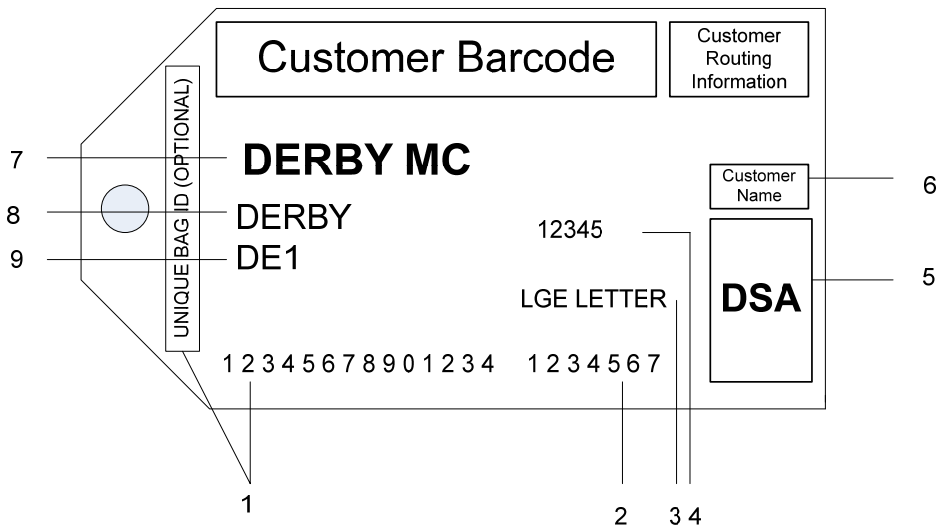 Customer Barcode
Customer
Routing
Information
UNIQUE BAG ID (OPTIONAL)
7
DERBY MC
Customer
Name
6
8
DERBY
12345
9
DE1
5
LGE LETTER
DSA
1 2 3 4 5 6 7 8 9 0 1 2 3 4
1 2 3 4 5 6 7
1
2
3 4